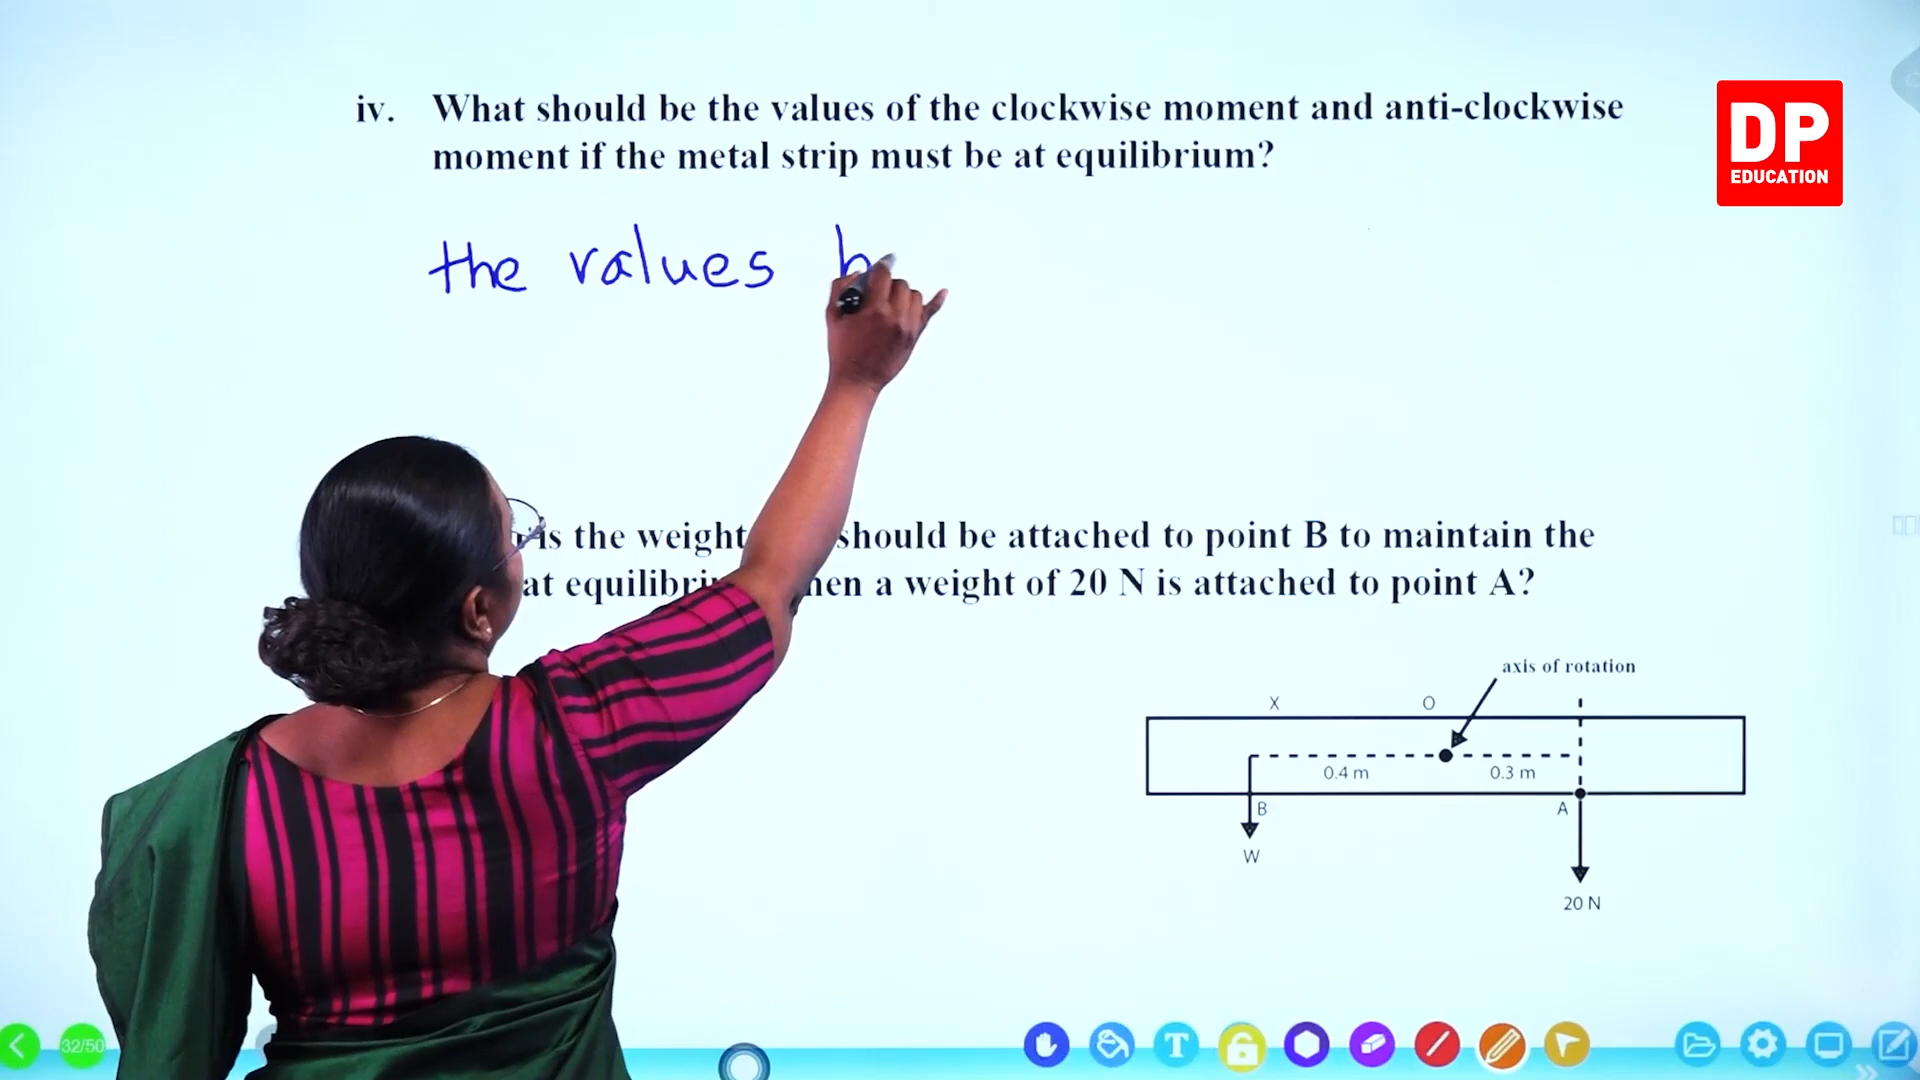 iv. What should be the values of the clockwise moment and anti-clockwise
moment if the metal strip must be at equilibrium?
DP
EDUCATION
the values
is the weight should be attached to point B to maintain the
at equilibri hen a weight of 20 N is attached to point A?
axis of rotation
X O
0.4 m 0.3 m
B A
W
20 N
32/50
T